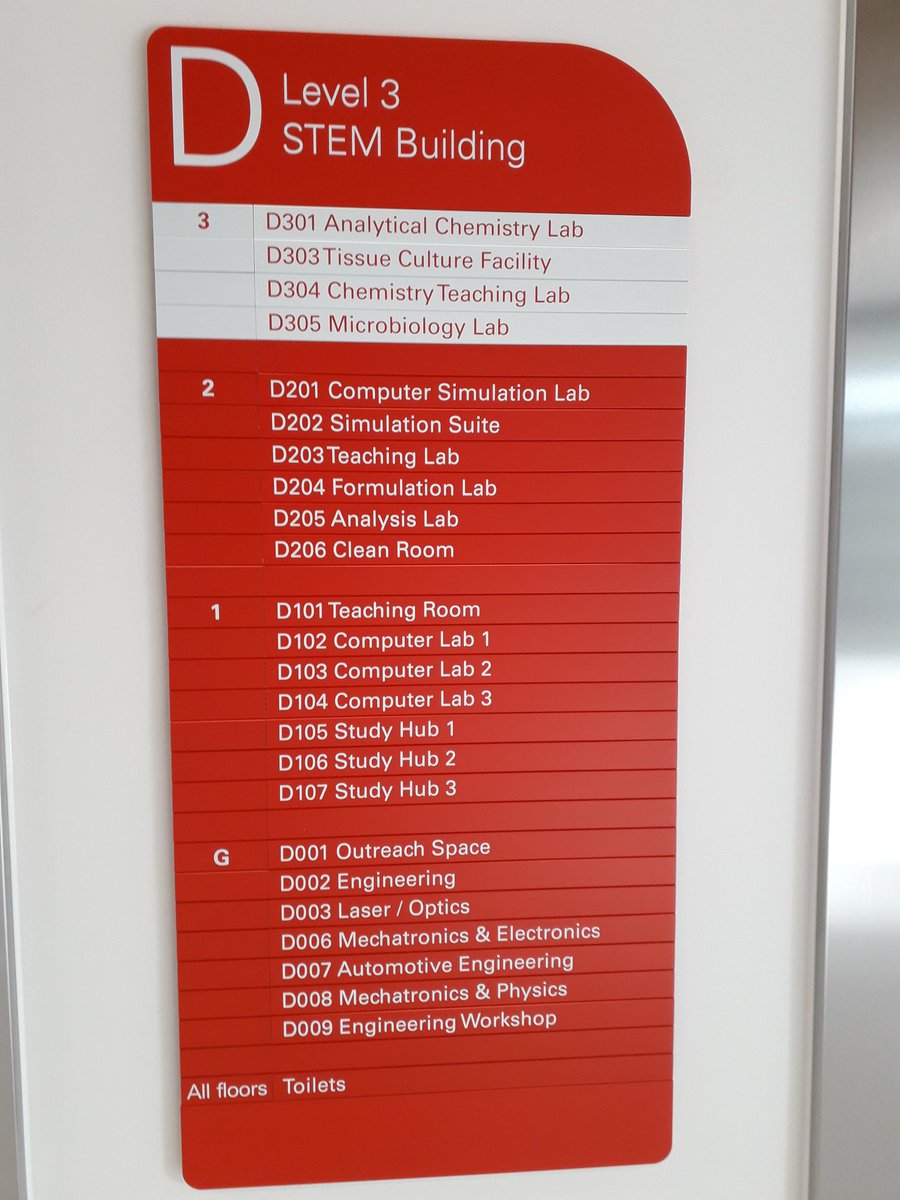 D
Level 3
STEM Building
3 D301 Analytical Chemistry Lab
D303 Tissue Culture Facility
D304 Chemistry Teaching Lab
D305 Microbiology Lab
2 D201 Computer Simulation Lab
D202 Simulation Suite
D203 Teaching Lab
D204 Formulation Lab
D205 Analysis Lab
D206 Clean Room
1 D101 Teaching Room
D102 Computer Lab 1
D103 Computer Lab 2
D104 Computer Lab 3
D105 Study Hub 1
D106 Study Hub 2
D107 Study Hub 3
G D001 Outreach Space
D002 Engineering
D003 Laser / Optics
D006 Mechatronics & Electronics
D007 Automotive Engineering
D008 Mechatronics & Physics
D009 Engineering Workshop
All floors Toilets